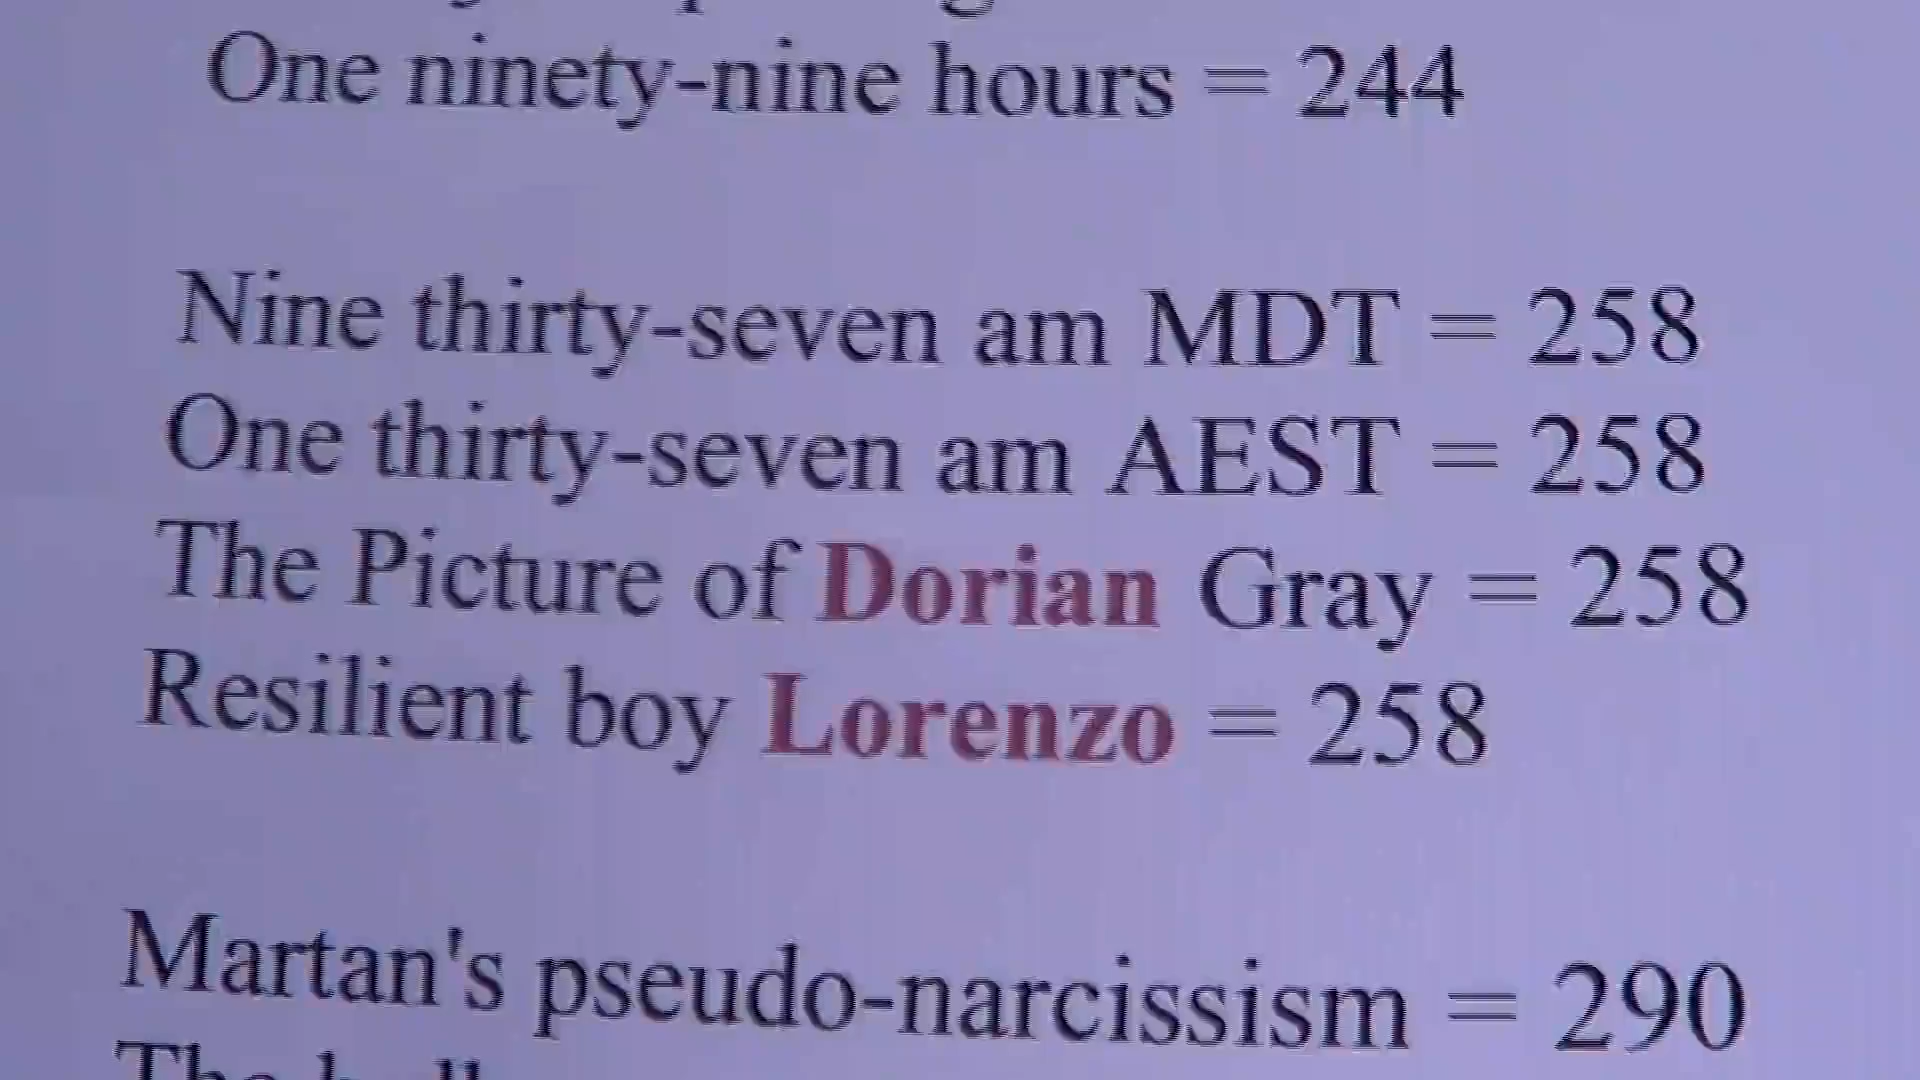 One ninety-nine hours = 244
Nine thirty-seven am MDT = 258
One thirty-seven am AEST = 258
The Picture of Dorian Gray = 258
Resilient boy Lorenzo = 258
Martan's pseudo-narcissism = 290
The